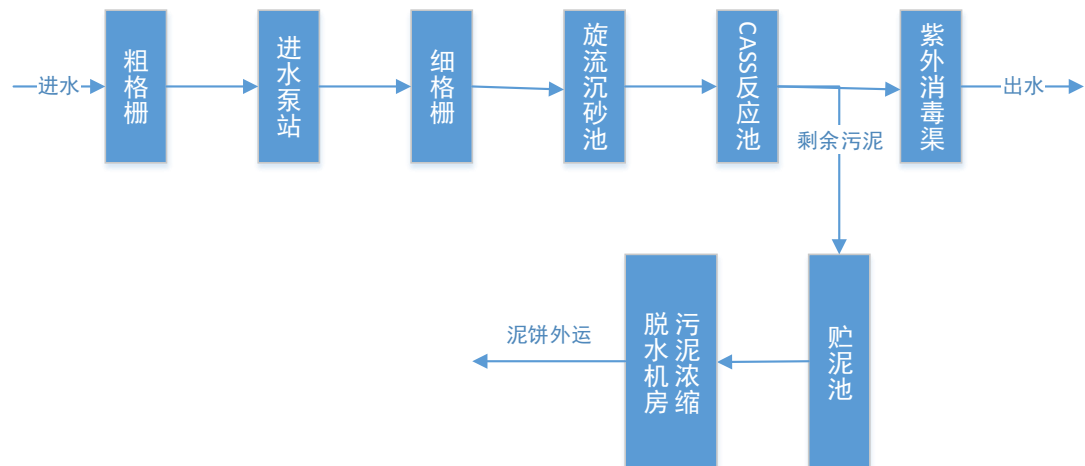 进水
粗格栅
进水泵站
细格栅
旋流沉砂池
CASS反应池
紫外消毒渠
出水
剩余污泥
贮泥池
污泥浓缩
脱水机房
泥饼外运